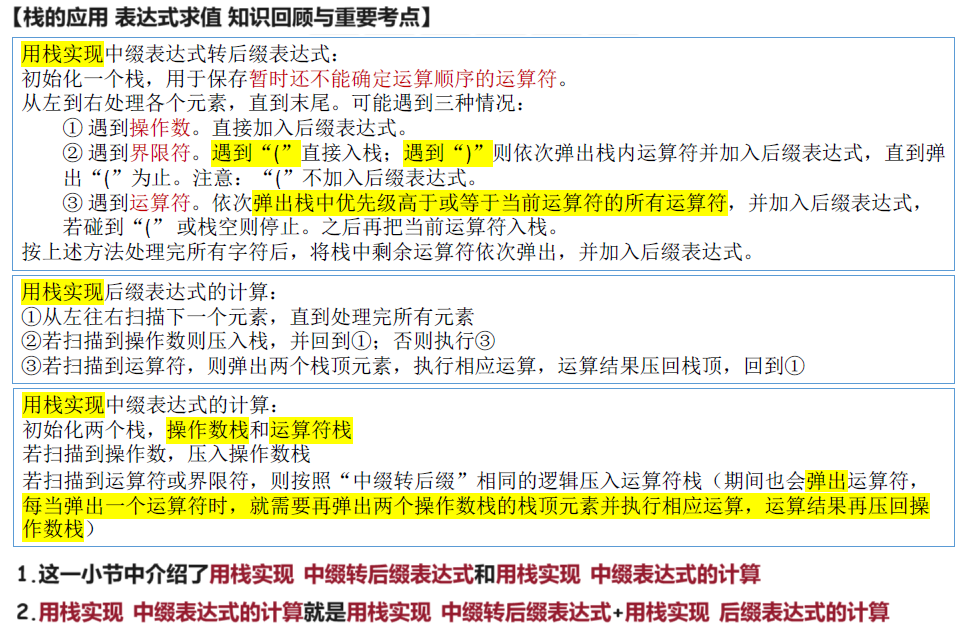 【栈的应用 表达式求值 知识回顾与重要考点】
用栈实现中缀表达式转后缀表达式：
初始化一个栈，用于保存暂时还不能确定运算顺序的运算符。
从左到右处理各个元素，直到末尾。可能遇到三种情况：
① 遇到操作数。直接加入后缀表达式。
② 遇到界限符。遇到“(”直接入栈；遇到“)”则依次弹出栈内运算符并加入后缀表达式，直到弹
出“(”为止。注意：“(”不加入后缀表达式。
③ 遇到运算符。依次弹出栈中优先级高于或等于当前运算符的所有运算符，并加入后缀表达式，
若碰到“(” 或栈空则停止。之后再把当前运算符入栈。
按上述方法处理完所有字符后，将栈中剩余运算符依次弹出，并加入后缀表达式。
用栈实现后缀表达式的计算：
①从左往右扫描下一个元素，直到处理完所有元素
②若扫描到操作数则压入栈，并回到①；否则执行③
③若扫描到运算符，则弹出两个栈顶元素，执行相应运算，运算结果压回栈顶，回到①
用栈实现中缀表达式的计算：
初始化两个栈，操作数栈和运算符栈
若扫描到操作数，压入操作数栈
若扫描到运算符或界限符，则按照“中缀转后缀”相同的逻辑压入运算符栈（期间也会弹出运算符，
每当弹出一个运算符时，就需要再弹出两个操作数栈的栈顶元素并执行相应运算，运算结果再压回操
作数栈）
1.这一小节中介绍了用栈实现 中缀转后缀表达式和用栈实现 中缀表达式的计算
2.用栈实现 中缀表达式的计算就是用栈实现 中缀转后缀表达式+用栈实现 后缀表达式的计算